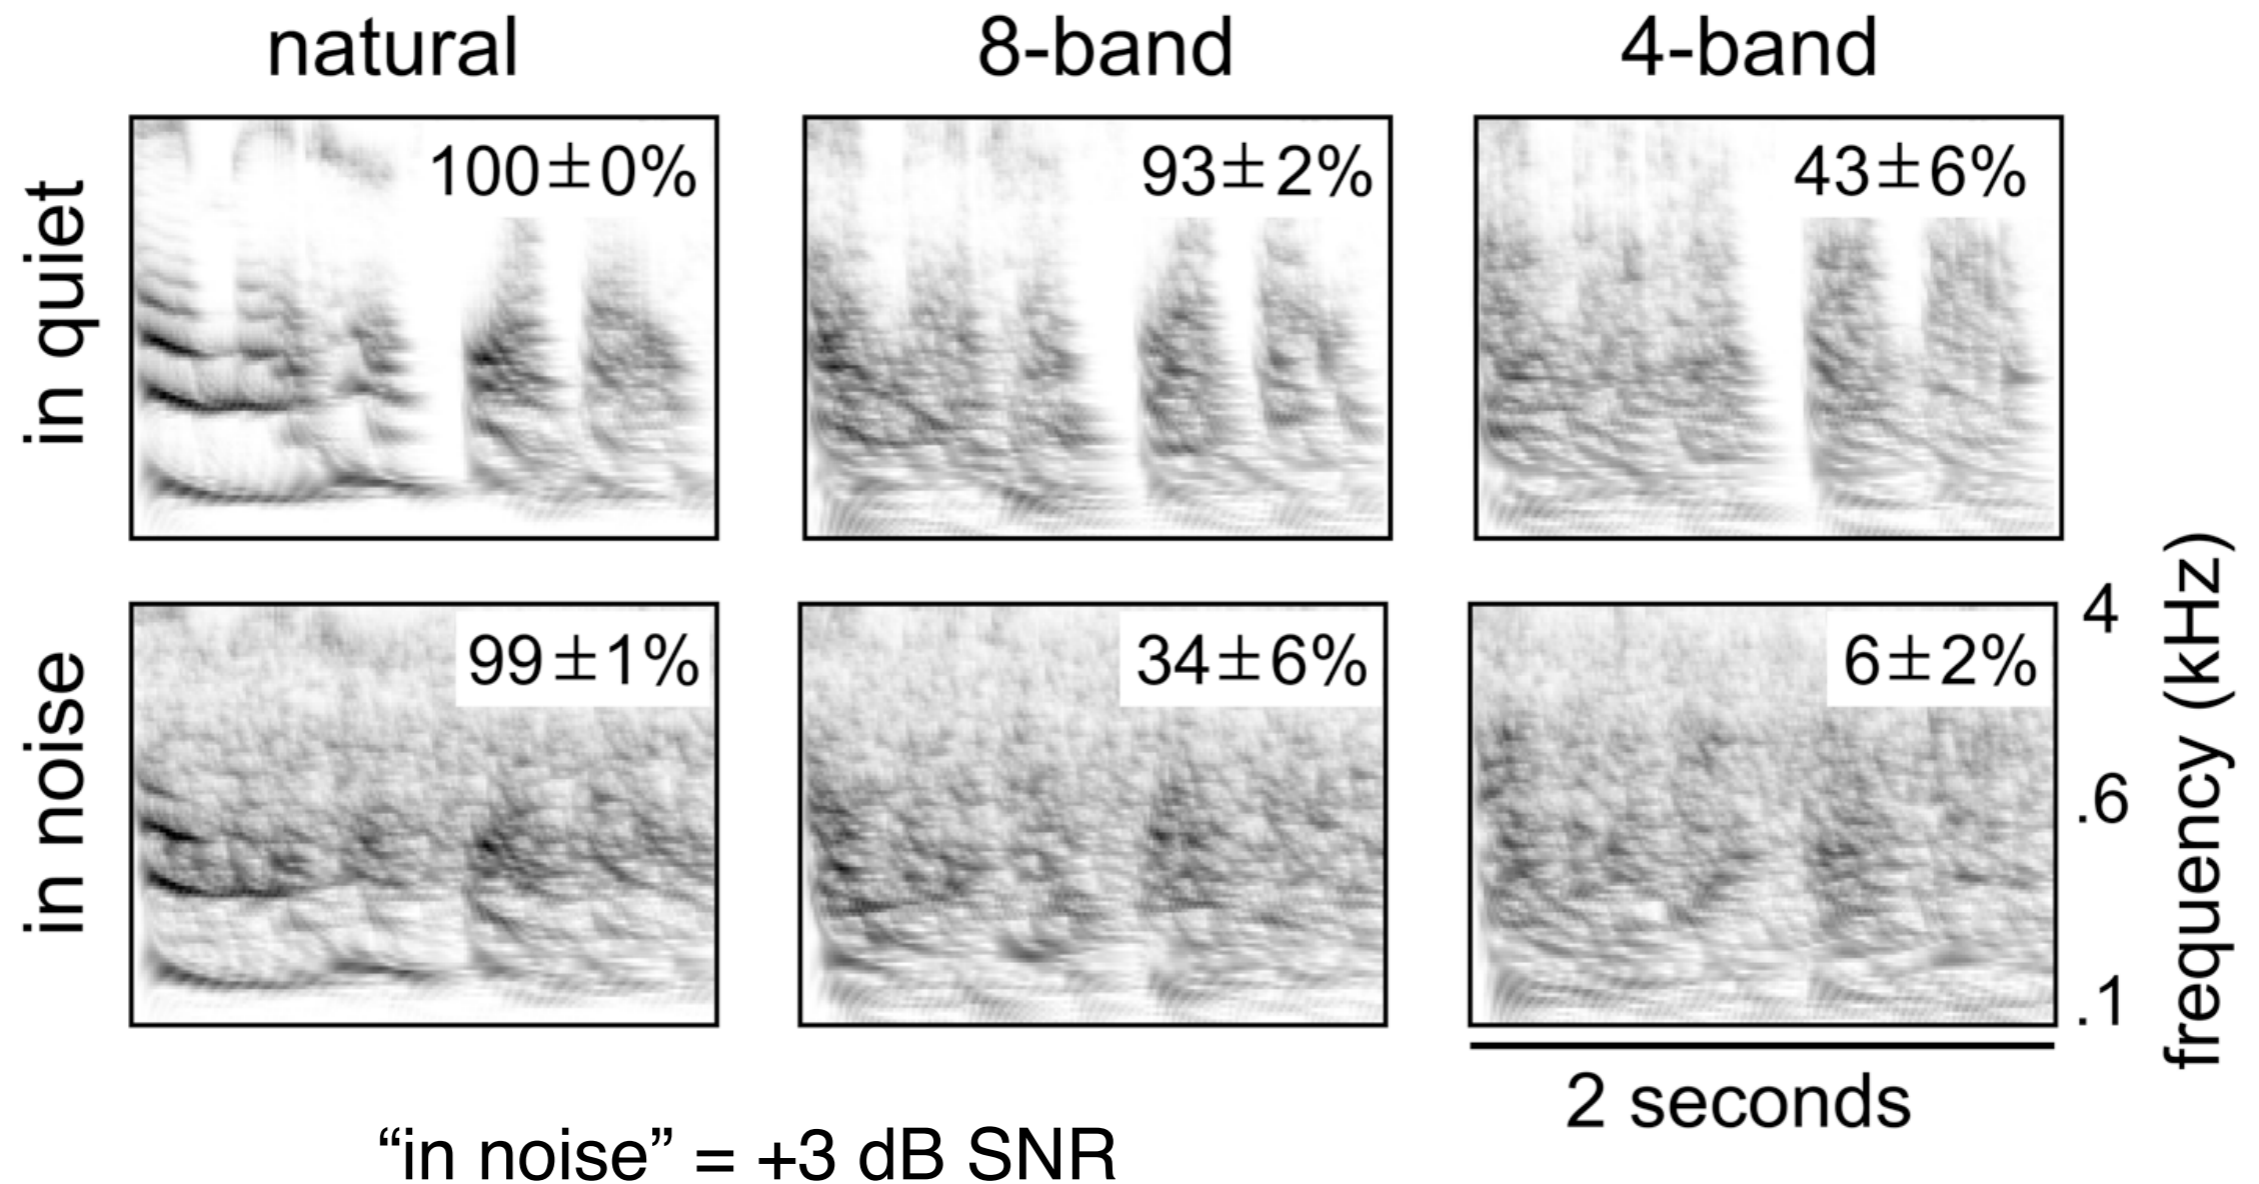 natural
8-band
4-band
in quiet
100±0%
93±2%
43±6%
in noise
99±1%
34±6%
6±2%
4
.6
.1
frequency (kHz)
2 seconds
“in noise” = +3 dB SNR